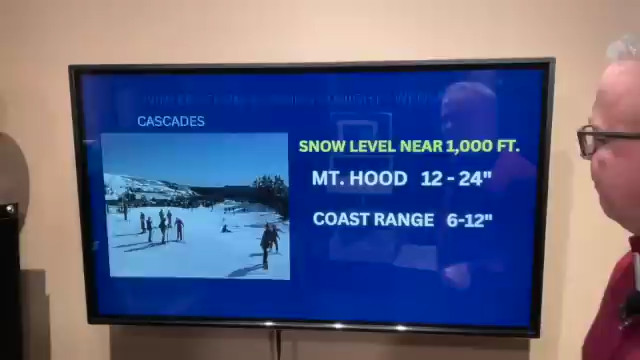 CASCADES
SNOW LEVEL NEAR 1,000 FT.
MT. HOOD 12 - 24"
COAST RANGE 6-12"